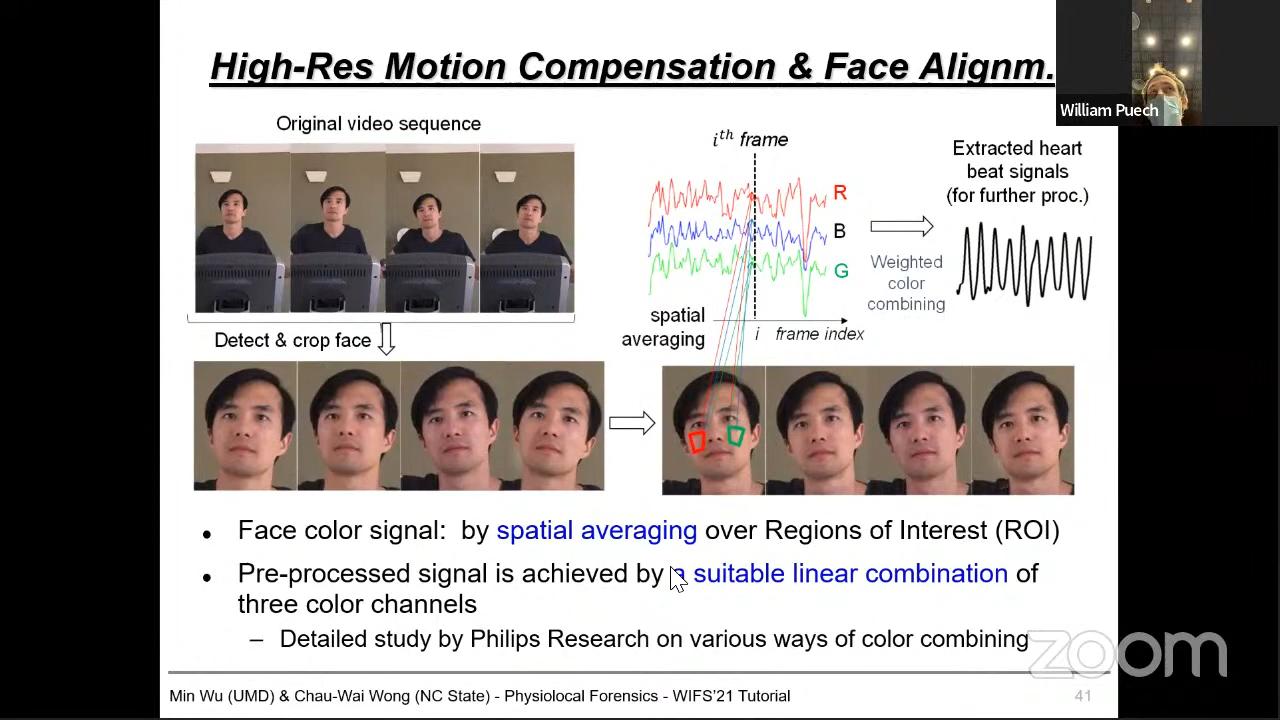 High-Res Motion Compensation & Face Alignm.
William Puech
Original video sequence
i^th frame
R
B
G
Extracted heart
beat signals
(for further proc.)
Weighted
color
combining
spatial
averaging
i frame index
Detect & crop face
• Face color signal: by spatial averaging over Regions of Interest (ROI)
• Pre-processed signal is achieved by a suitable linear combination of
three color channels
– Detailed study by Philips Research on various ways of color combining
zoom
Min Wu (UMD) & Chau-Wai Wong (NC State) - Physiolocal Forensics - WIFS'21 Tutorial
41